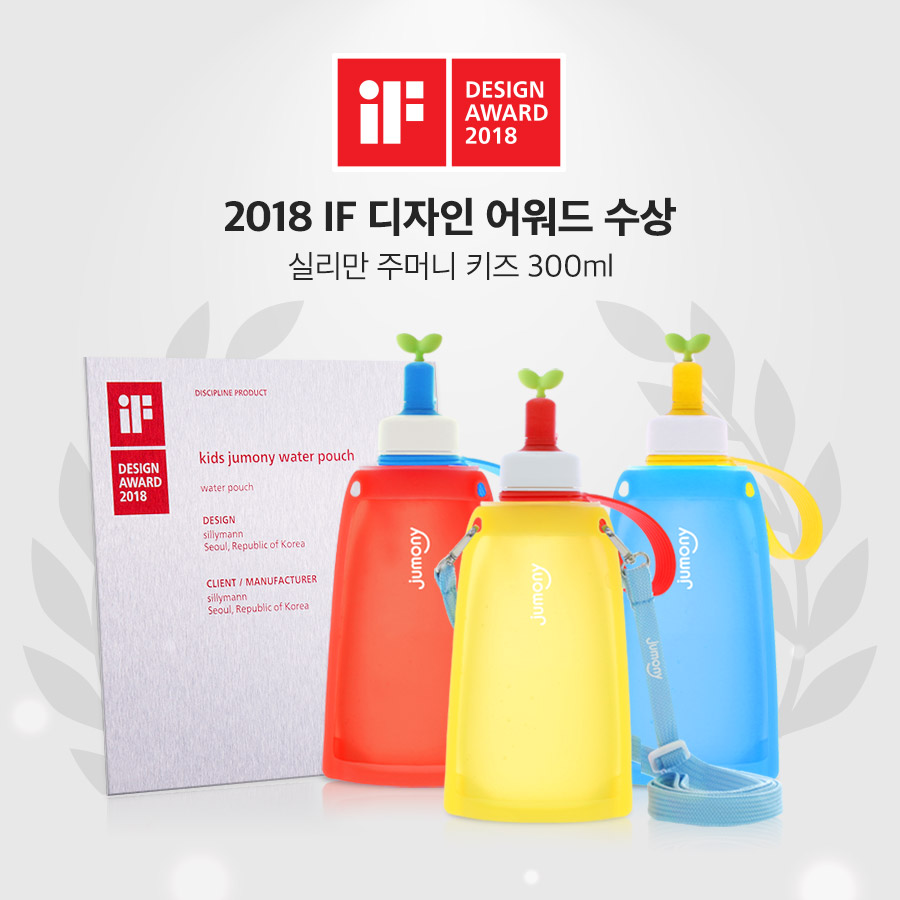 iF
DESIGN
AWARD
2018
2018 IF 디자인 어워드 수상
실리만 주머니 키즈 300ml
iF
DISCIPLINE PRODUCT
DESIGN
AWARD
2018
kids jumony water pouch
water pouch
DESIGN
sillymann
Seoul, Republic of Korea
CLIENT / MANUFACTURER
sillymann
Seoul, Republic of Korea
jumony
jumony
jumony
jumony